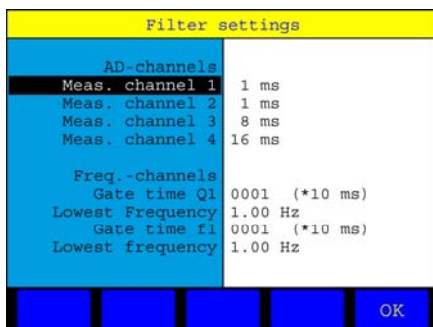 Filter settings
AD-channels
Meas. channel 1 1 ms
Meas. channel 2 1 ms
Meas. channel 3 8 ms
Meas. channel 4 16 ms
Freq.-channels
Gate time Q1 0001 (*10 ms)
Lowest Frequency 1.00 Hz
Gate time f1 0001 (*10 ms)
Lowest frequency 1.00 Hz
OK